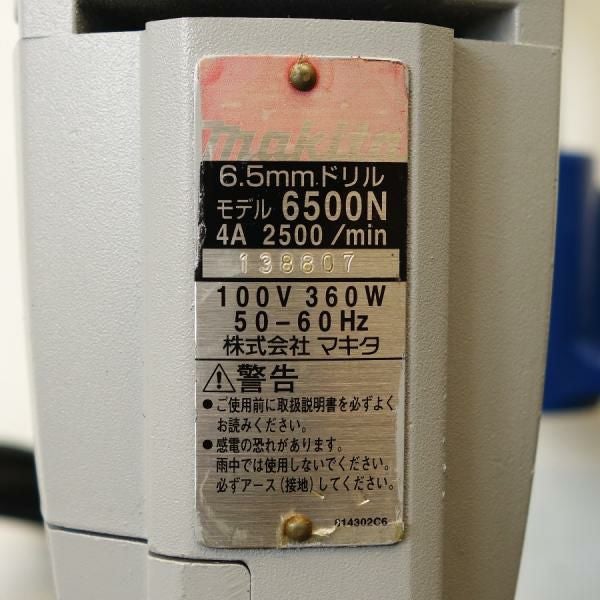 makita
6.5mmドリル
モデル 6500N
4A 2500/min
138807
100V 360W
50-60Hz
株式会社 マキタ
⚠警告
●ご使用前に取扱説明書を必ずよく
お読みください。
●感電の恐れがあります。
雨中では使用しないでください。
必ずアース(接地)してください。
814302C6